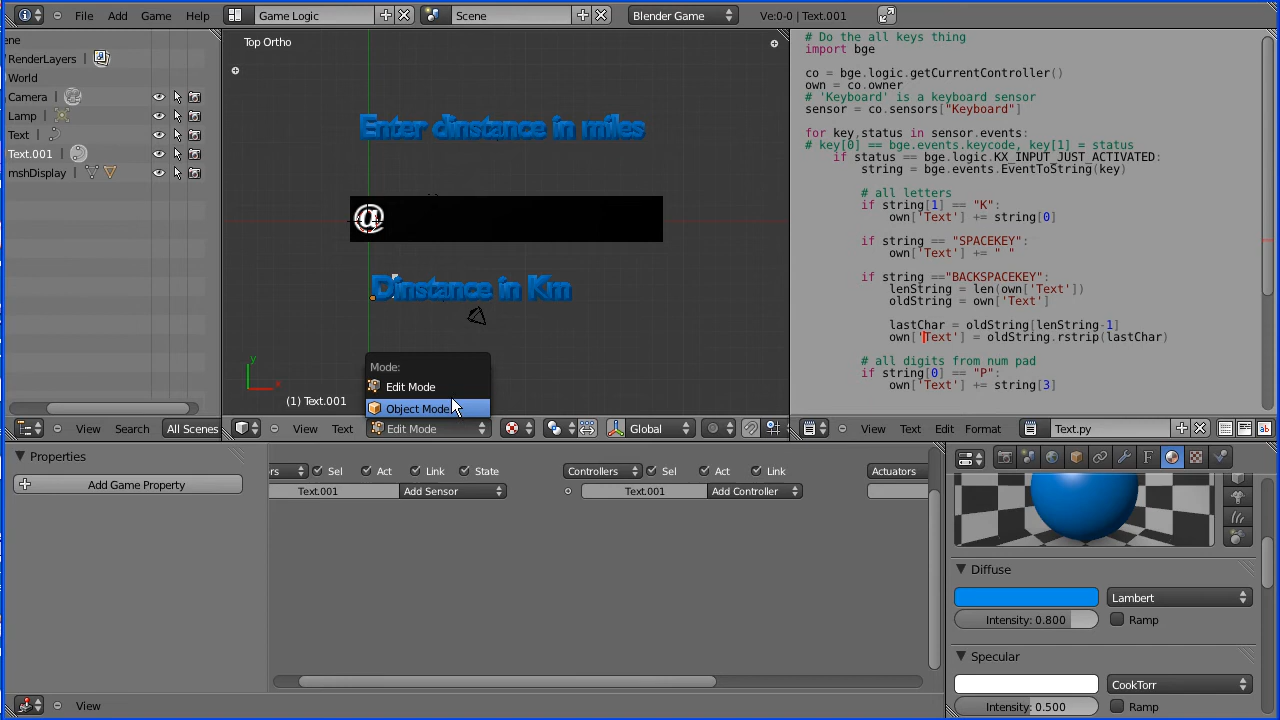 File Add Game Help Game Logic Scene Blender Game Ve:0-0 | Text.001
ene
RenderLayers
World
Camera
Lamp
Text
Text.001
mshDisplay
View Search All Scenes
Top Ortho
Enter dinstance in miles
@
Dinstance in Km
Mode:
Edit Mode
Object Mode
(1) Text.001
View Text Edit Mode Global
# Do the all keys thing
import bge
co = bge.logic.getCurrentController()
own = co.owner
# 'Keyboard' is a keyboard sensor
sensor = co.sensors["Keyboard"]
for key,status in sensor.events:
# key[0] == bge.events.keycode, key[1] = status
if status == bge.logic.KX_INPUT_JUST_ACTIVATED:
string = bge.events.EventToString(key)
# all letters
if string[1] == "K":
own['Text'] += string[0]
if string == "SPACEKEY":
own['Text'] += " "
if string =="BACKSPACEKEY":
lenString = len(own['Text'])
oldString = own['Text']
lastChar = oldString[lenString-1]
own['Text'] = oldString.rstrip(lastChar)
# all digits from num pad
if string[0] == "P":
own['Text'] += string[3]
View Text Edit Format Text.py
Properties
Add Game Property
ors Sel Act Link State Controllers Sel Act Link Actuators
Text.001 Add Sensor Text.001 Add Controller
View
Diffuse
Lambert
Intensity: 0.800 Ramp
Specular
CookTorr
Intensity: 0.500 Ramp